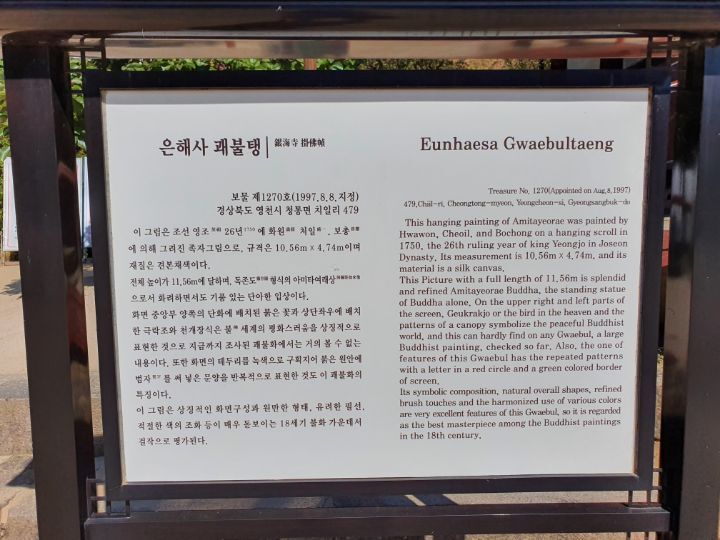 은해사 괘불탱 銀海寺 掛佛幀
보물 제1270호(1997.8.8.지정)
경상북도 영천시 청통면 치일리 479
이 그림은 조선 영조 26년1750에 화원 치일, 보총
에 의해 그려진 족자그림으로, 규격은 10.56m×4.74m이며
재질은 견본채색이다.
전체 높이가 11.56m에 달하며, 독존도 형식의 아미타여래상
으로서 화려하면서도 기품 있는 단아한 입상이다.
화면 중앙부 양쪽의 단화에 배치된 붉은 꽃과 상단좌우에 배치
한 극락조와 천개장식은 불 세계의 평화스러움을 상징적으로
표현한 것으로 지금까지 조사된 괘불화에서는 거의 볼 수 없는
내용이다. 또한 화면의 테두리를 녹색으로 구획지어 붉은 원안에
범자를 써 넣은 문양을 반복적으로 표현한 것도 이 괘불화의
특징이다.
이 그림은 상징적인 화면구성과 원만한 형태, 유려한 필선,
적절한 색의 조화 등이 매우 돋보이는 18세기 불화 가운데서
걸작으로 평가된다.
Eunhaesa Gwaebultaeng
Treasure No. 1270(Appointed on Aug.8,1997)
479,Chiil-ri, Cheongtong-myeon, Yeongcheon-si, Gyeongsangbuk-do
This hanging painting of Amitayeorae was painted by
Hwawon, Cheoil, and Bochong on a hanging scroll in
1750, the 26th ruling year of king Yeongjo in Joseon
Dynasty. Its measurement is 10.56m×4.74m, and its
material is a silk canvas.
This Picture with a full length of 11.56m is splendid
and refined Amitayeorae Buddha, the standing statue
of Buddha alone. On the upper right and left parts of
the screen, Geukrakjo or the bird in the heaven and the
patterns of a canopy symbolize the peaceful Buddhist
world, and this can hardly find on any Gwaebul, a large
Buddhist painting, checked so far. Also, the one of
features of this Gwaebul has the repeated patterns
with a letter in a red circle and a green colored border
of screen.
Its symbolic composition, natural overall shapes, refined
brush touches and the harmonized use of various colors
are very excellent features of this Gwaebul, so it is regarded
as the best masterpiece among the Buddhist paintings
in the 18th century.